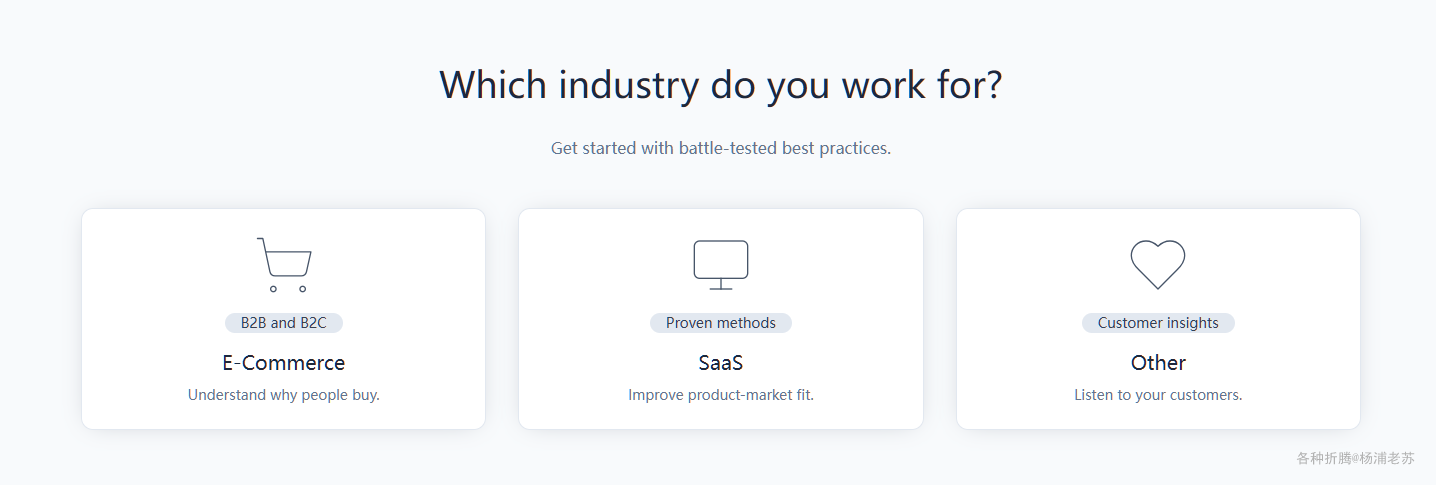 Which industry do you work for?
Get started with battle-tested best practices.
B2B and B2C
E-Commerce
Understand why people buy.
Proven methods
SaaS
Improve product-market fit.
Customer insights
Other
Listen to your customers.
各种折腾@杨浦老苏